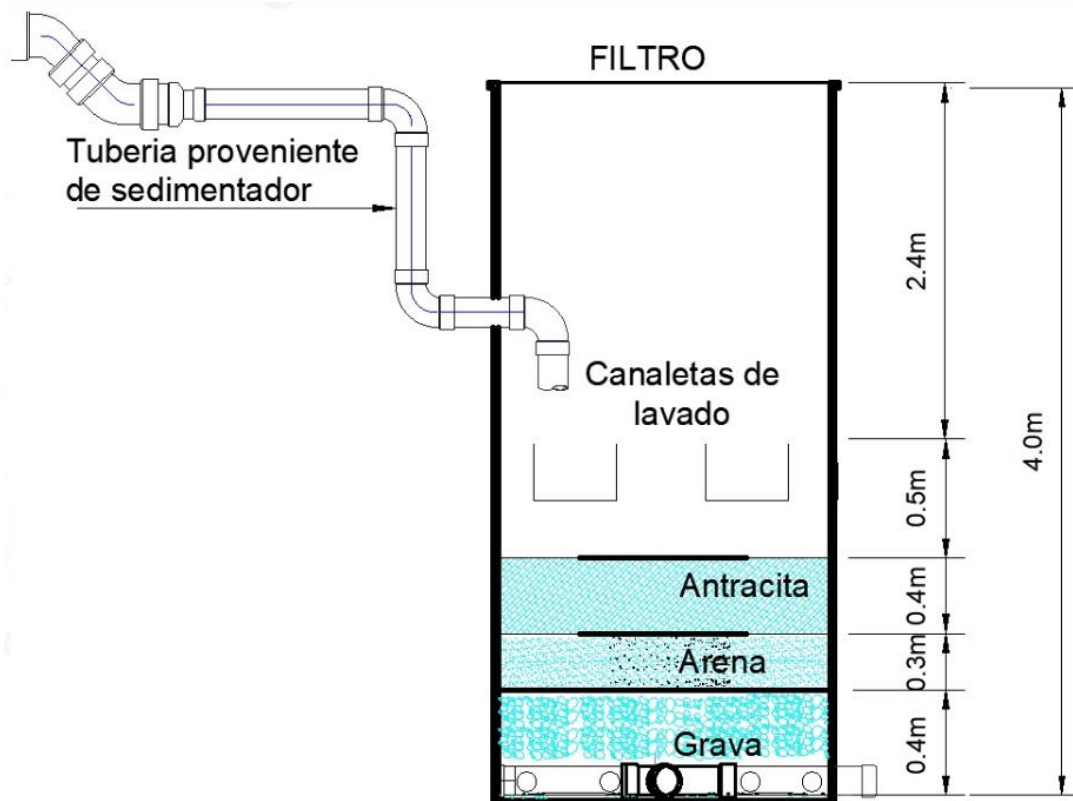 FILTRO
Tuberia proveniente
de sedimentador
Canaletas de
lavado
Antracita
Arena
Grava
2.4m
0.5m
0.4m
0.3m
0.4m
4.0m